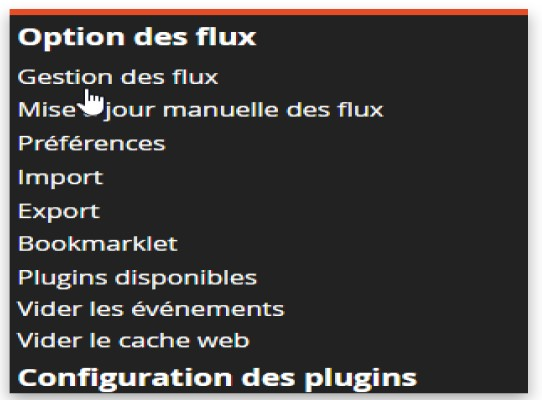 Option des flux
Gestion des flux
Mise jour manuelle des flux
Préférences
Import
Export
Bookmarklet
Plugins disponibles
Vider les événements
Vider le cache web
Configuration des plugins